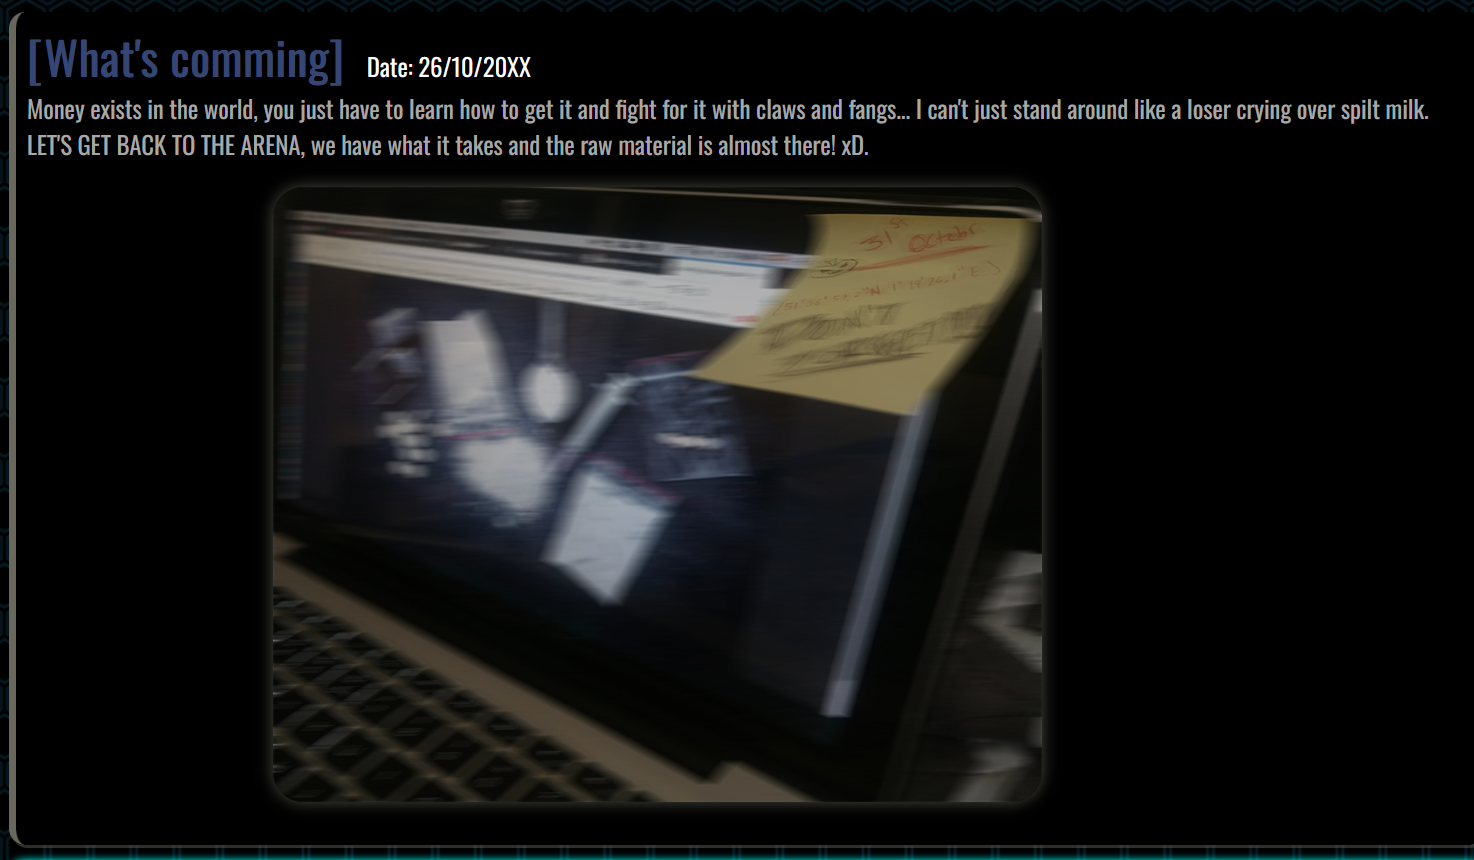 [What's comming] Date: 26/10/20XX
Money exists in the world, you just have to learn how to get it and fight for it with claws and fangs... I can't just stand around like a loser crying over spilt milk.
LET'S GET BACK TO THE ARENA, we have what it takes and the raw material is almost there! xD.
31st Octobr
DON'T